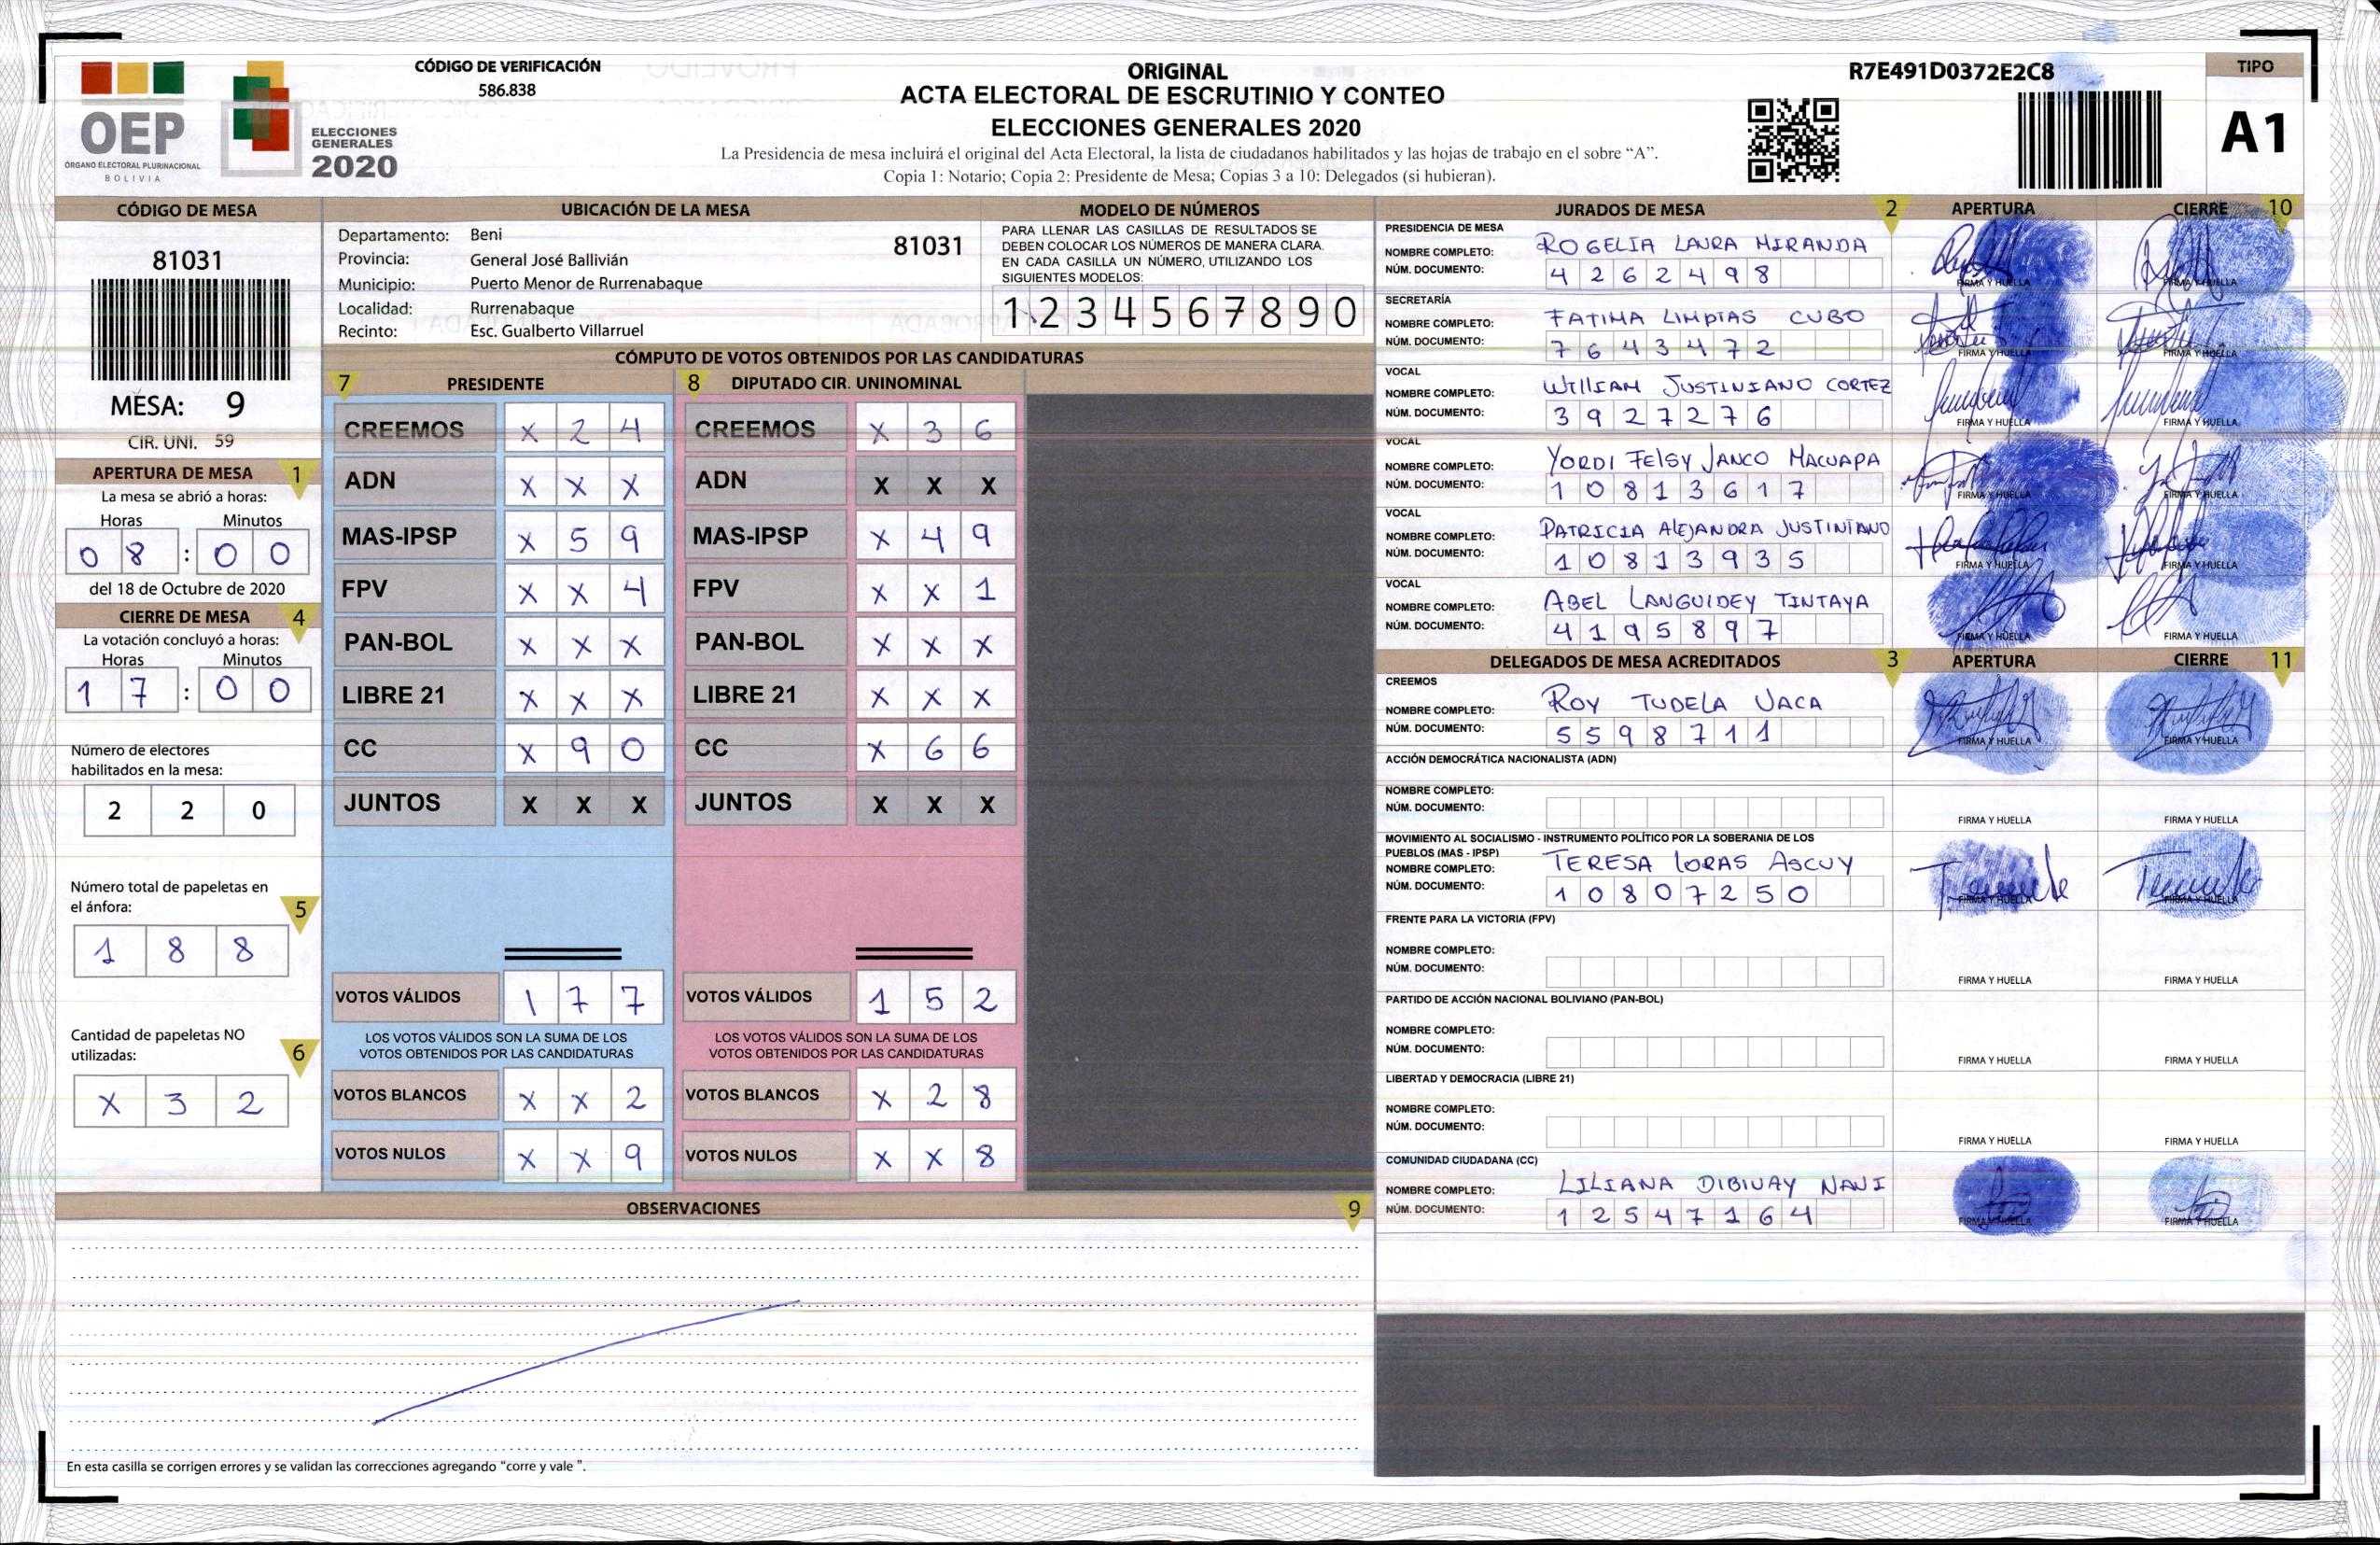 CÓDIGO DE VERIFICACIÓN
586.838
OEP
ÓRGANO ELECTORAL PLURINACIONAL
BOLIVIA
ELECCIONES
GENERALES
2020
ORIGINAL
ACTA ELECTORAL DE ESCRUTINIO Y CONTEO
ELECCIONES GENERALES 2020
La Presidencia de mesa incluirá el original del Acta Electoral, la lista de ciudadanos habilitados y las hojas de trabajo en el sobre “A”.
Copia 1: Notario; Copia 2: Presidente de Mesa; Copias 3 a 10: Delegados (si hubieran).
R7E491D0372E2C8
TIPO
A1
CÓDIGO DE MESA
81031
MESA: 9
CIR. UNI. 59
APERTURA DE MESA 1
La mesa se abrió a horas:
Horas Minutos
0 8 : 0 0
del 18 de Octubre de 2020
CIERRE DE MESA 4
La votación concluyó a horas:
Horas Minutos
1 7 : 0 0
Número de electores
habilitados en la mesa:
2 2 0
Número total de papeletas en
el ánfora: 5
1 8 8
Cantidad de papeletas NO
utilizadas: 6
X 3 2
UBICACIÓN DE LA MESA
Departamento: Beni
Provincia: General José Ballivián
Municipio: Puerto Menor de Rurrenabaque
Localidad: Rurrenabaque
Recinto: Esc. Gualberto Villarruel
81031
MODELO DE NÚMEROS
PARA LLENAR LAS CASILLAS DE RESULTADOS SE
DEBEN COLOCAR LOS NÚMEROS DE MANERA CLARA.
EN CADA CASILLA UN NÚMERO, UTILIZANDO LOS
SIGUIENTES MODELOS:
1 2 3 4 5 6 7 8 9 0
CÓMPUTO DE VOTOS OBTENIDOS POR LAS CANDIDATURAS
7 PRESIDENTE
CREEMOS X 2 4
ADN X X X
MAS-IPSP X 5 9
FPV X X 4
PAN-BOL X X X
LIBRE 21 X X X
CC X 9 0
JUNTOS X X X
VOTOS VÁLIDOS 1 7 7
LOS VOTOS VÁLIDOS SON LA SUMA DE LOS
VOTOS OBTENIDOS POR LAS CANDIDATURAS
VOTOS BLANCOS X X 2
VOTOS NULOS X X 9
8 DIPUTADO CIR. UNINOMINAL
CREEMOS X 3 6
ADN X X X
MAS-IPSP X 4 9
FPV X X 1
PAN-BOL X X X
LIBRE 21 X X X
CC X 6 6
JUNTOS X X X
VOTOS VÁLIDOS 1 5 2
LOS VOTOS VÁLIDOS SON LA SUMA DE LOS
VOTOS OBTENIDOS POR LAS CANDIDATURAS
VOTOS BLANCOS X 2 8
VOTOS NULOS X X 8
OBSERVACIONES 9
En esta casilla se corrigen errores y se validan las correcciones agregando "corre y vale ".
JURADOS DE MESA 2 APERTURA CIERRE 10
PRESIDENCIA DE MESA
NOMBRE COMPLETO: ROGELIA LAURA MIRANDA
NÚM. DOCUMENTO: 4 2 6 2 4 9 8
FIRMA Y HUELLA FIRMA Y HUELLA
SECRETARÍA
NOMBRE COMPLETO: FATIMA LIMPIAS CUBO
NÚM. DOCUMENTO: 7 6 4 3 4 7 2
FIRMA Y HUELLA FIRMA Y HUELLA
VOCAL
NOMBRE COMPLETO: WILLIAM JUSTINIANO CORTEZ
NÚM. DOCUMENTO: 3 9 2 7 2 7 6
FIRMA Y HUELLA FIRMA Y HUELLA
VOCAL
NOMBRE COMPLETO: YORDI FELSY JANCO MACUAPA
NÚM. DOCUMENTO: 1 0 8 1 3 6 1 7
FIRMA Y HUELLA FIRMA Y HUELLA
VOCAL
NOMBRE COMPLETO: PATRICIA ALEJANDRA JUSTINIANO
NÚM. DOCUMENTO: 1 0 8 1 3 9 3 5
FIRMA Y HUELLA FIRMA Y HUELLA
VOCAL
NOMBRE COMPLETO: ABEL LANGUIDEY TINTAYA
NÚM. DOCUMENTO: 4 1 9 5 8 9 7
FIRMA Y HUELLA FIRMA Y HUELLA
DELEGADOS DE MESA ACREDITADOS 3 APERTURA CIERRE 11
CREEMOS
NOMBRE COMPLETO: ROY TUDELA VACA
NÚM. DOCUMENTO: 5 5 9 8 7 1 1
FIRMA Y HUELLA FIRMA Y HUELLA
ACCIÓN DEMOCRÁTICA NACIONALISTA (ADN)
NOMBRE COMPLETO:
NÚM. DOCUMENTO:
FIRMA Y HUELLA FIRMA Y HUELLA
MOVIMIENTO AL SOCIALISMO - INSTRUMENTO POLÍTICO POR LA SOBERANIA DE LOS
PUEBLOS (MAS - IPSP)
NOMBRE COMPLETO: TERESA LORAS ASCUY
NÚM. DOCUMENTO: 1 0 8 0 7 2 5 0
FIRMA Y HUELLA FIRMA Y HUELLA
FRENTE PARA LA VICTORIA (FPV)
NOMBRE COMPLETO:
NÚM. DOCUMENTO:
FIRMA Y HUELLA FIRMA Y HUELLA
PARTIDO DE ACCIÓN NACIONAL BOLIVIANO (PAN-BOL)
NOMBRE COMPLETO:
NÚM. DOCUMENTO:
FIRMA Y HUELLA FIRMA Y HUELLA
LIBERTAD Y DEMOCRACIA (LIBRE 21)
NOMBRE COMPLETO:
NÚM. DOCUMENTO:
FIRMA Y HUELLA FIRMA Y HUELLA
COMUNIDAD CIUDADANA (CC)
NOMBRE COMPLETO: LILIANA DIBIUAY NAVI
NÚM. DOCUMENTO: 1 2 5 4 7 1 6 4
FIRMA Y HUELLA FIRMA Y HUELLA